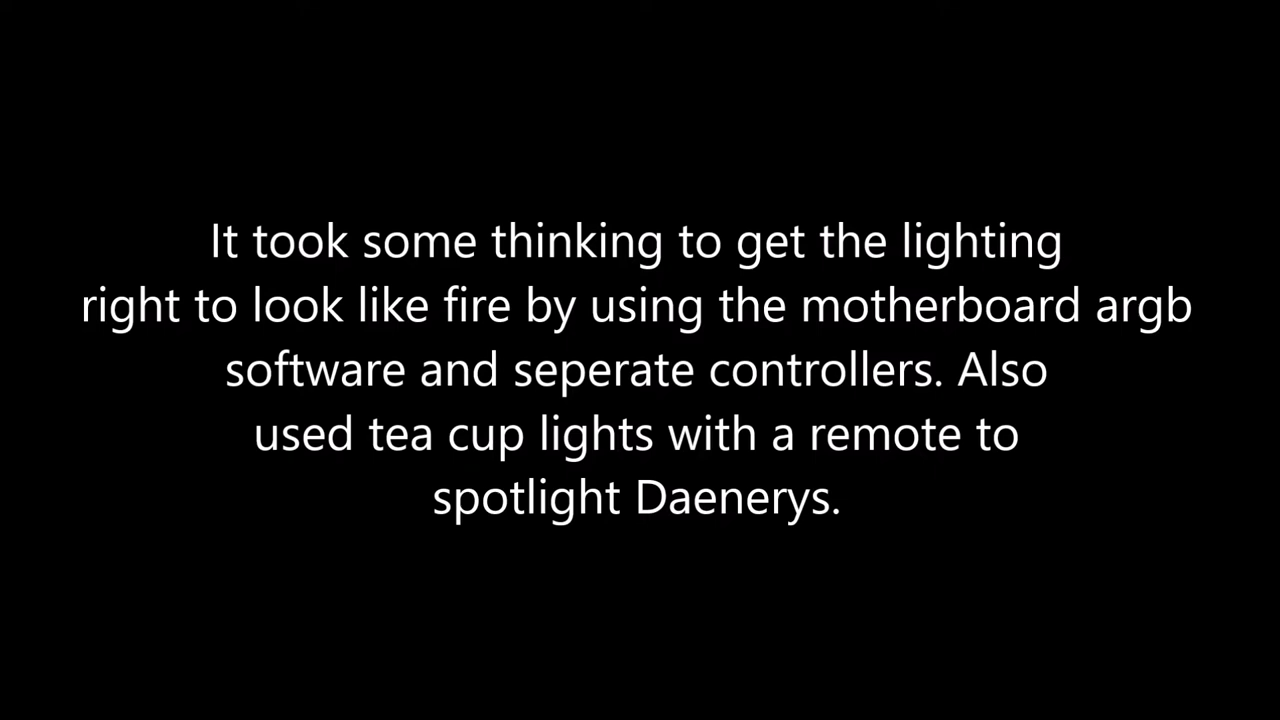 It took some thinking to get the lighting
right to look like fire by using the motherboard argb
software and seperate controllers. Also
used tea cup lights with a remote to
spotlight Daenerys.